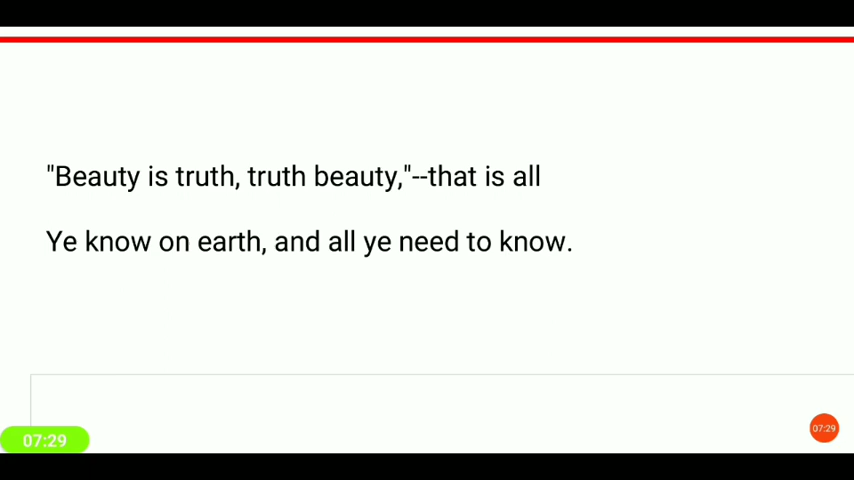 "Beauty is truth, truth beauty,"--that is all
Ye know on earth, and all ye need to know.
07:29
07:29